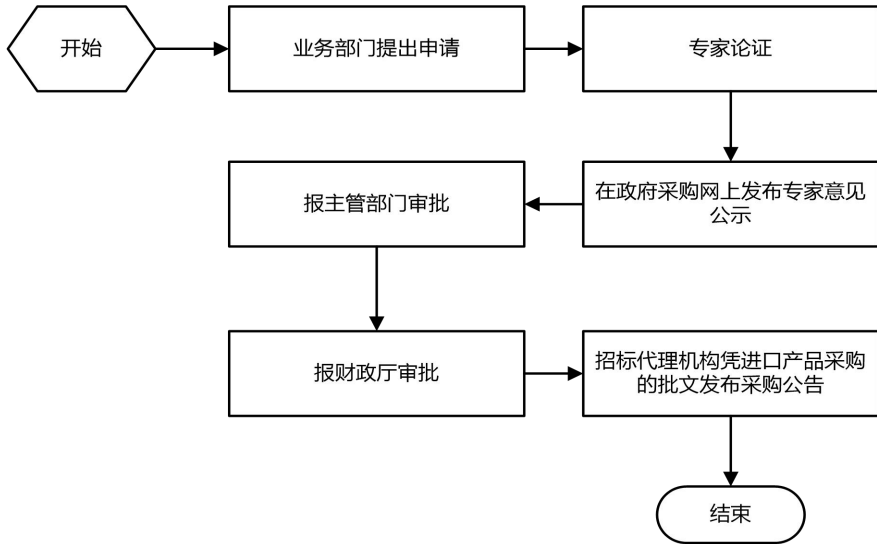 开始
业务部门提出申请
专家论证
在政府采购网上发布专家意见
公示
报主管部门审批
报财政厅审批
招标代理机构凭进口产品采购
的批文发布采购公告
结束